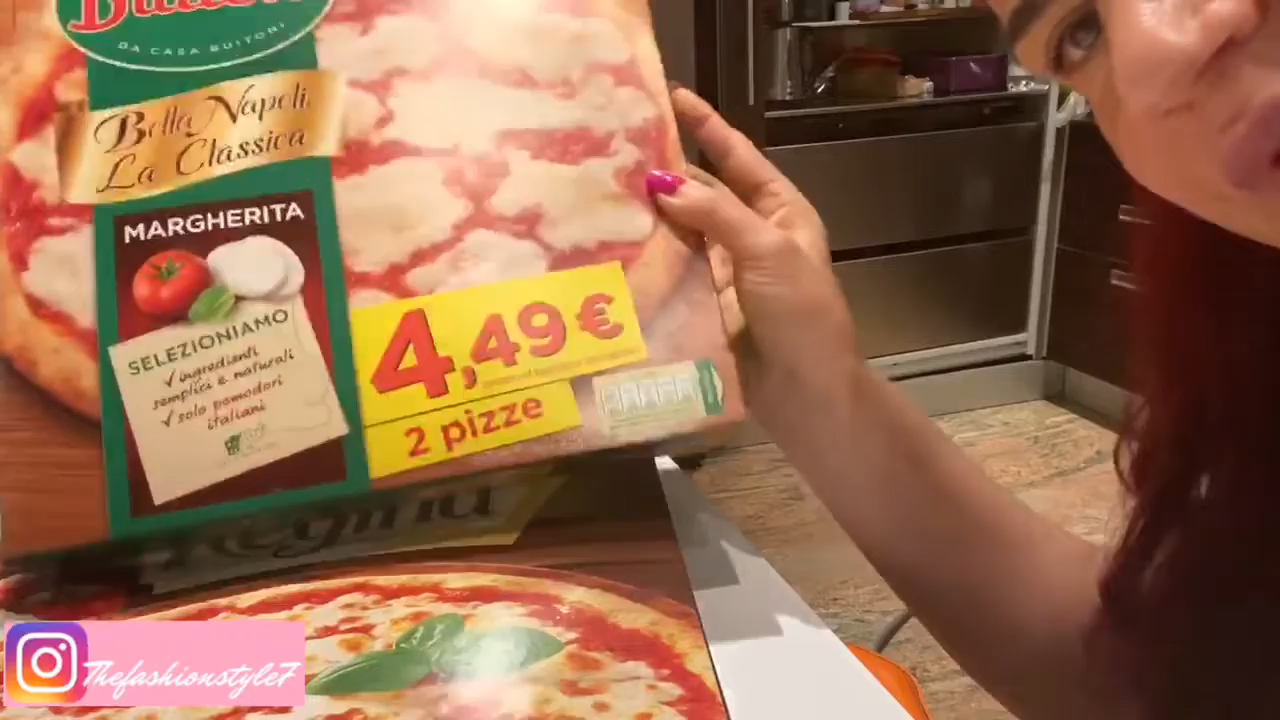 DA CASA BUITONI
Bella Napoli
La Classica
MARGHERITA
SELEZIONIAMO
✓ ingredienti
semplici e naturali
✓ solo pomodori
italiani
4,49 €
2 pizze
Regina
Thefashionstyle7